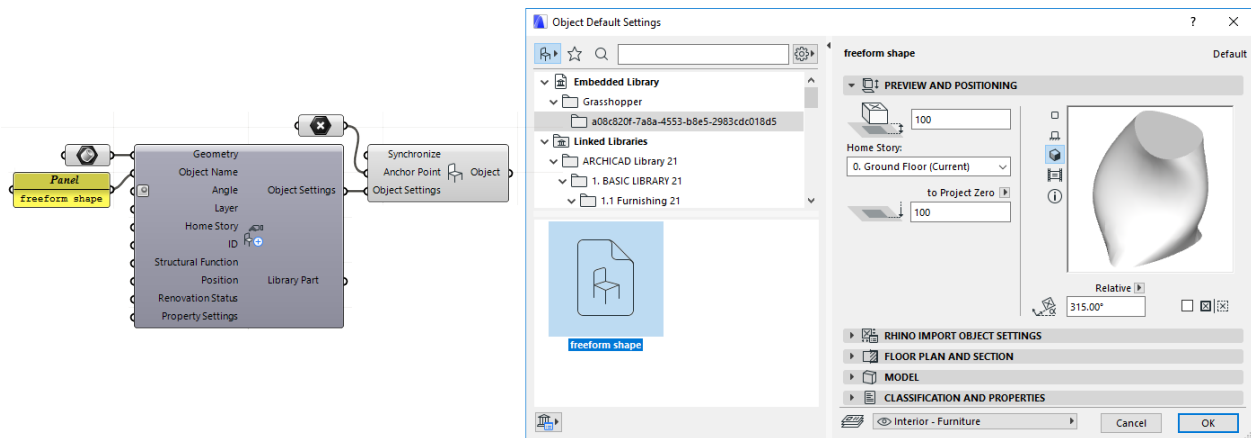 Object Default Settings
freeform shape
Default
Embedded Library
Grasshopper
a08c820f-7a8a-4553-b8e5-2983cdc018d5
Linked Libraries
ARCHICAD Library 21
1. BASIC LIBRARY 21
1.1 Furnishing 21
freeform shape
PREVIEW AND POSITIONING
100
Home Story:
0. Ground Floor (Current)
to Project Zero
100
Relative
315.00°
RHINO IMPORT OBJECT SETTINGS
FLOOR PLAN AND SECTION
MODEL
CLASSIFICATION AND PROPERTIES
Interior - Furniture
Cancel
OK
Panel
freeform shape
Geometry
Object Name
Angle
Layer
Home Story
ID
Structural Function
Position
Renovation Status
Property Settings
Object Settings
Library Part
Synchronize
Anchor Point
Object Settings
Object